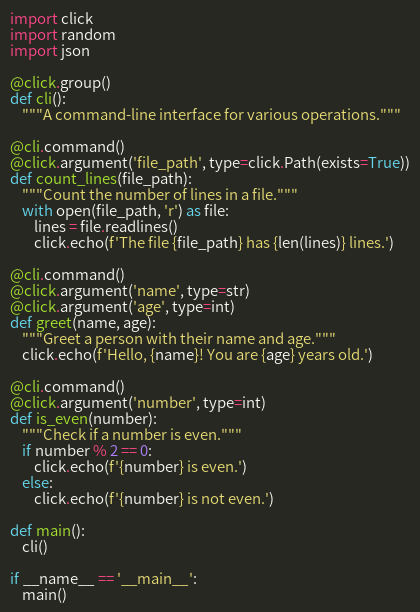 import click
import random
import json

@click.group()
def cli():
    """A command-line interface for various operations."""

@cli.command()
@click.argument('file_path', type=click.Path(exists=True))
def count_lines(file_path):
    """Count the number of lines in a file."""
    with open(file_path, 'r') as file:
        lines = file.readlines()
        click.echo(f'The file {file_path} has {len(lines)} lines.')

@cli.command()
@click.argument('name', type=str)
@click.argument('age', type=int)
def greet(name, age):
    """Greet a person with their name and age."""
    click.echo(f'Hello, {name}! You are {age} years old.')

@cli.command()
@click.argument('number', type=int)
def is_even(number):
    """Check if a number is even."""
    if number % 2 == 0:
        click.echo(f'{number} is even.')
    else:
        click.echo(f'{number} is not even.')

def main():
    cli()

if __name__ == '__main__':
    main()